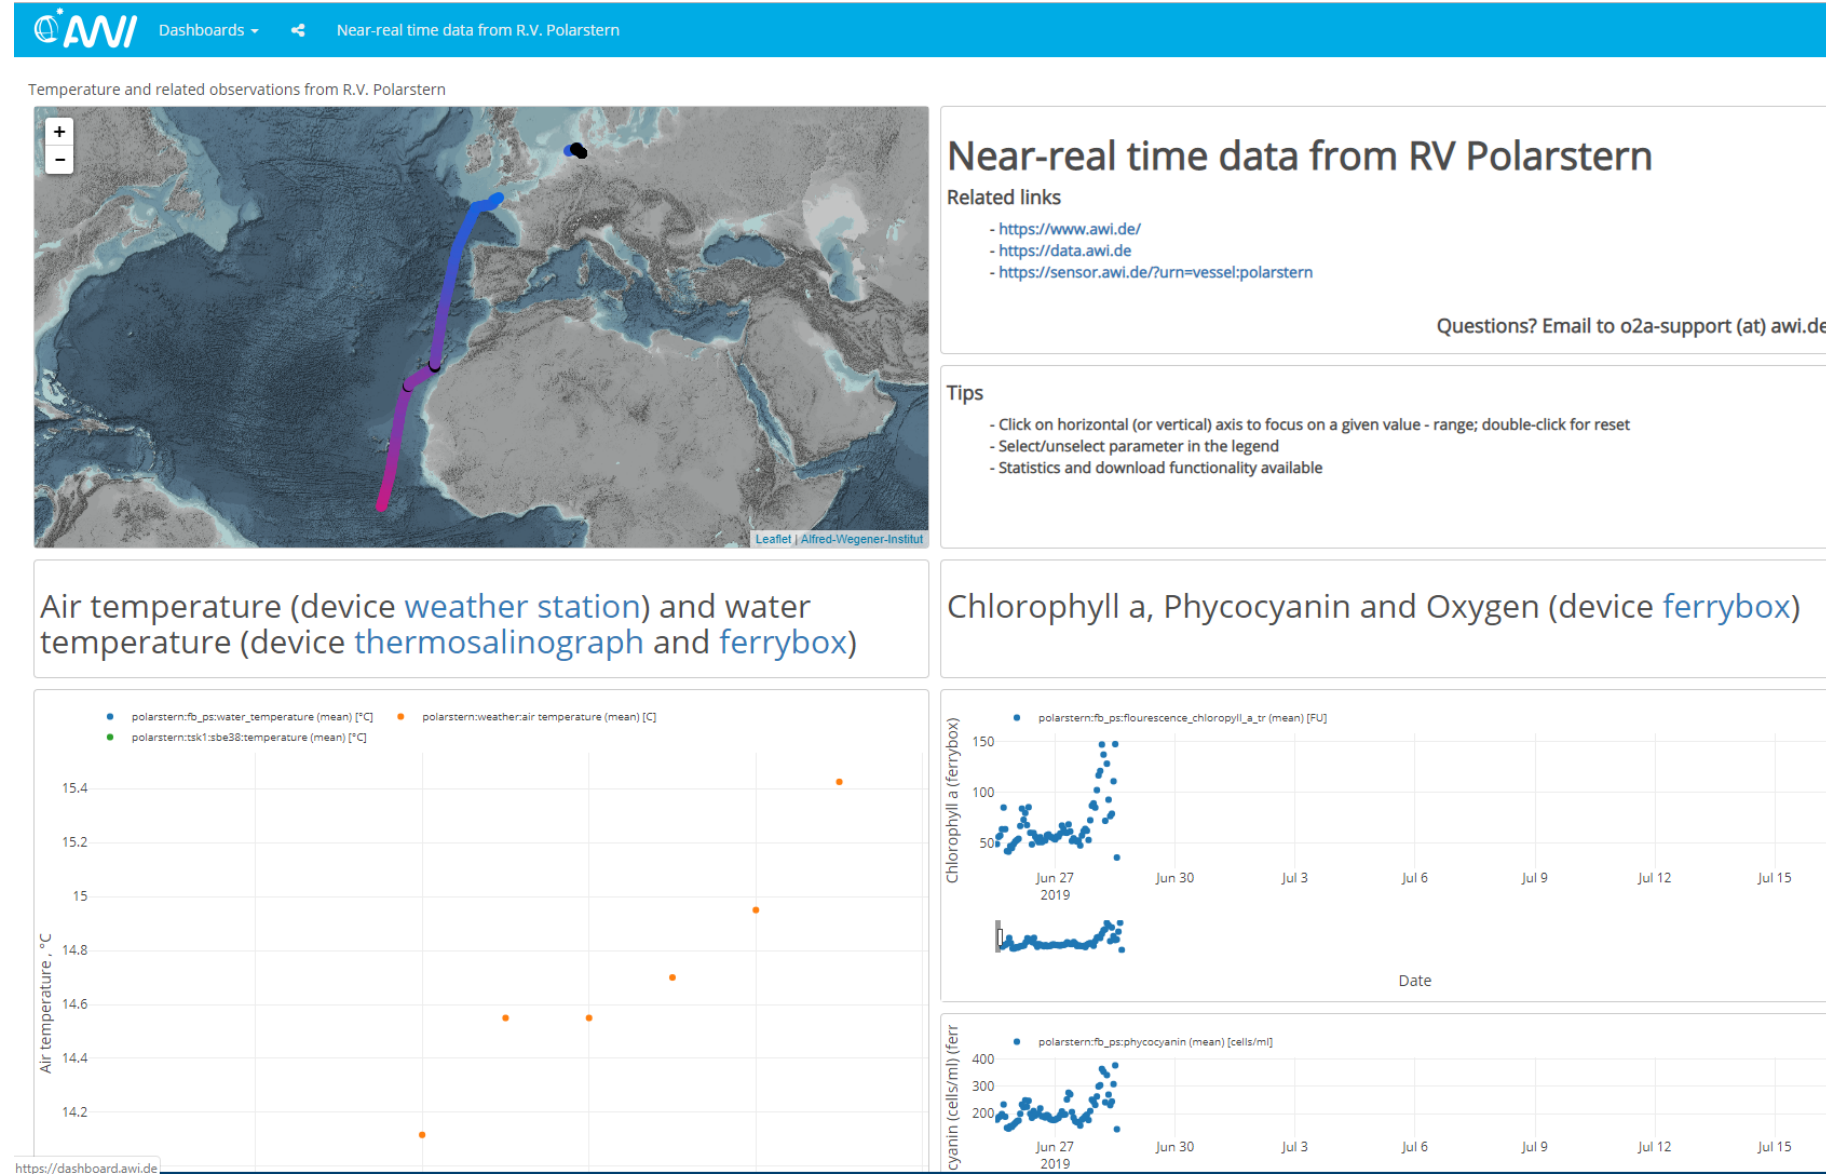 AWI Dashboards Near-real time data from R.V. Polarstern
Temperature and related observations from R.V. Polarstern
+
−
Leaflet | Alfred-Wegener-Institut
Near-real time data from RV Polarstern
Related links
- https://www.awi.de/
- https://data.awi.de
- https://sensor.awi.de/?urn=vessel:polarstern
Questions? Email to o2a-support (at) awi.de
Tips
- Click on horizontal (or vertical) axis to focus on a given value - range; double-click for reset
- Select/unselect parameter in the legend
- Statistics and download functionality available
Air temperature (device weather station) and water
temperature (device thermosalinograph and ferrybox)
Chlorophyll a, Phycocyanin and Oxygen (device ferrybox)
polarstern:fb_ps:water_temperature (mean) [°C] polarstern:weather:air temperature (mean) [C]
polarstern:tsk1:sbe38:temperature (mean) [°C]
Air temperature , °C
15.4
15.2
15
14.8
14.6
14.4
14.2
polarstern:fb_ps:flourescence_chloropyll_a_tr (mean) [FU]
Chlorophyll a (ferrybox)
150
100
50
Jun 27 Jun 30 Jul 3 Jul 6 Jul 9 Jul 12 Jul 15
2019
Date
polarstern:fb_ps:phycocyanin (mean) [cells/ml]
cyanin (cells/ml) (ferr
400
300
200
Jun 27 Jun 30 Jul 3 Jul 6 Jul 9 Jul 12 Jul 15
2019
https://dashboard.awi.de